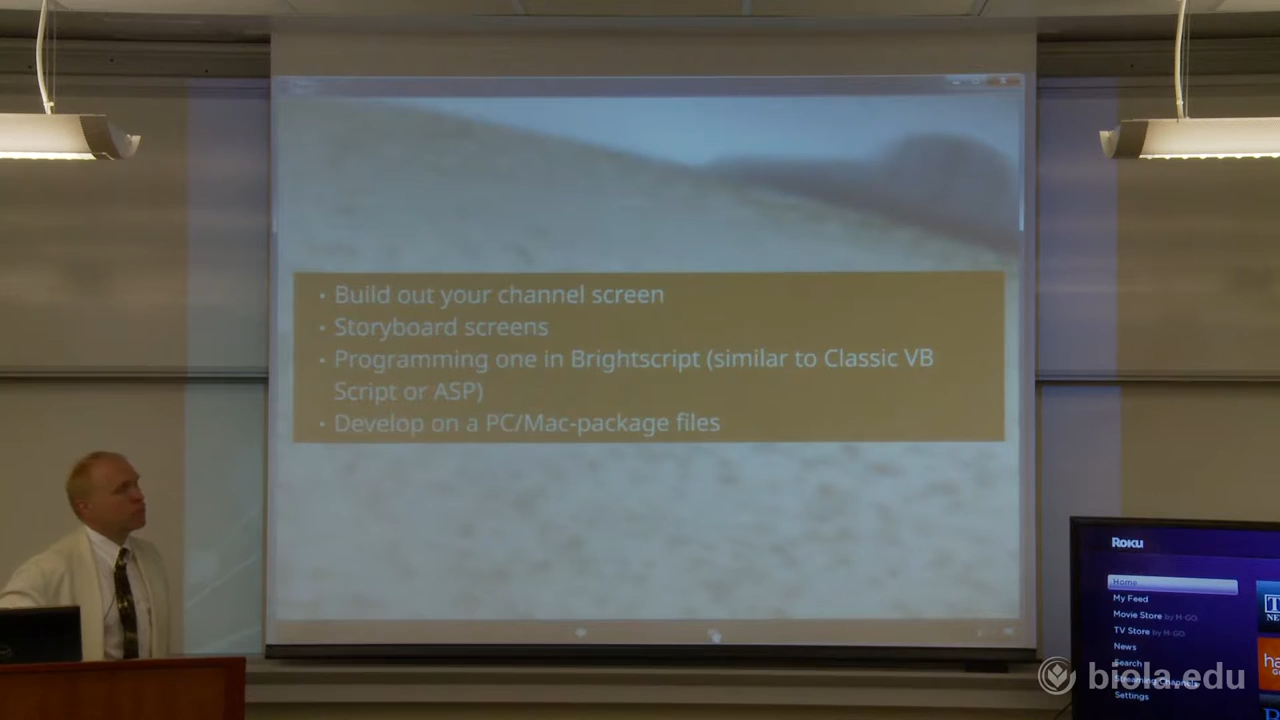 • Build out your channel screen
• Storyboard screens
• Programming one in Brightscript (similar to Classic VB
Script or ASP)
• Develop on a PC/Mac-package files
Roku
Home
My Feed
Movie Store by M-GO
TV Store by M-GO
News
Search
Streaming Channels
Settings
biola.edu